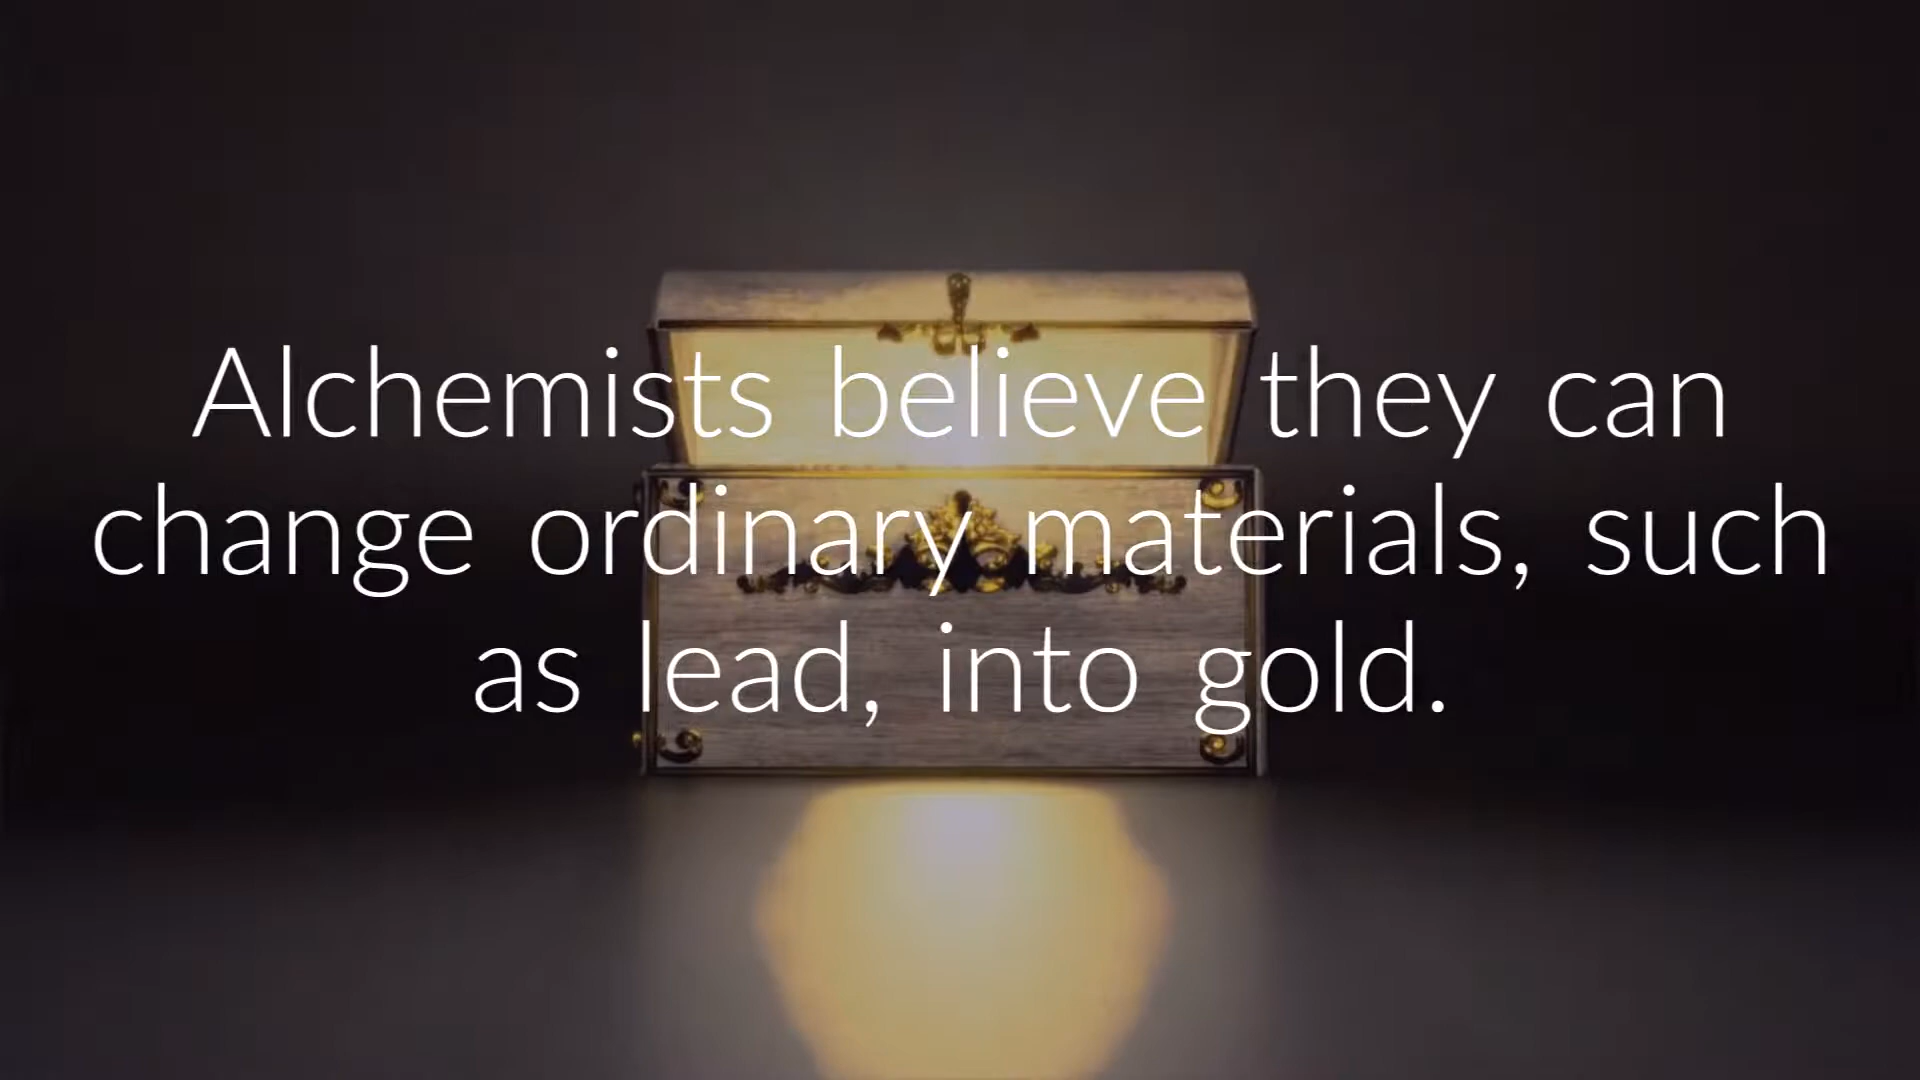 Alchemists believe they can
change ordinary materials, such
as lead, into gold.